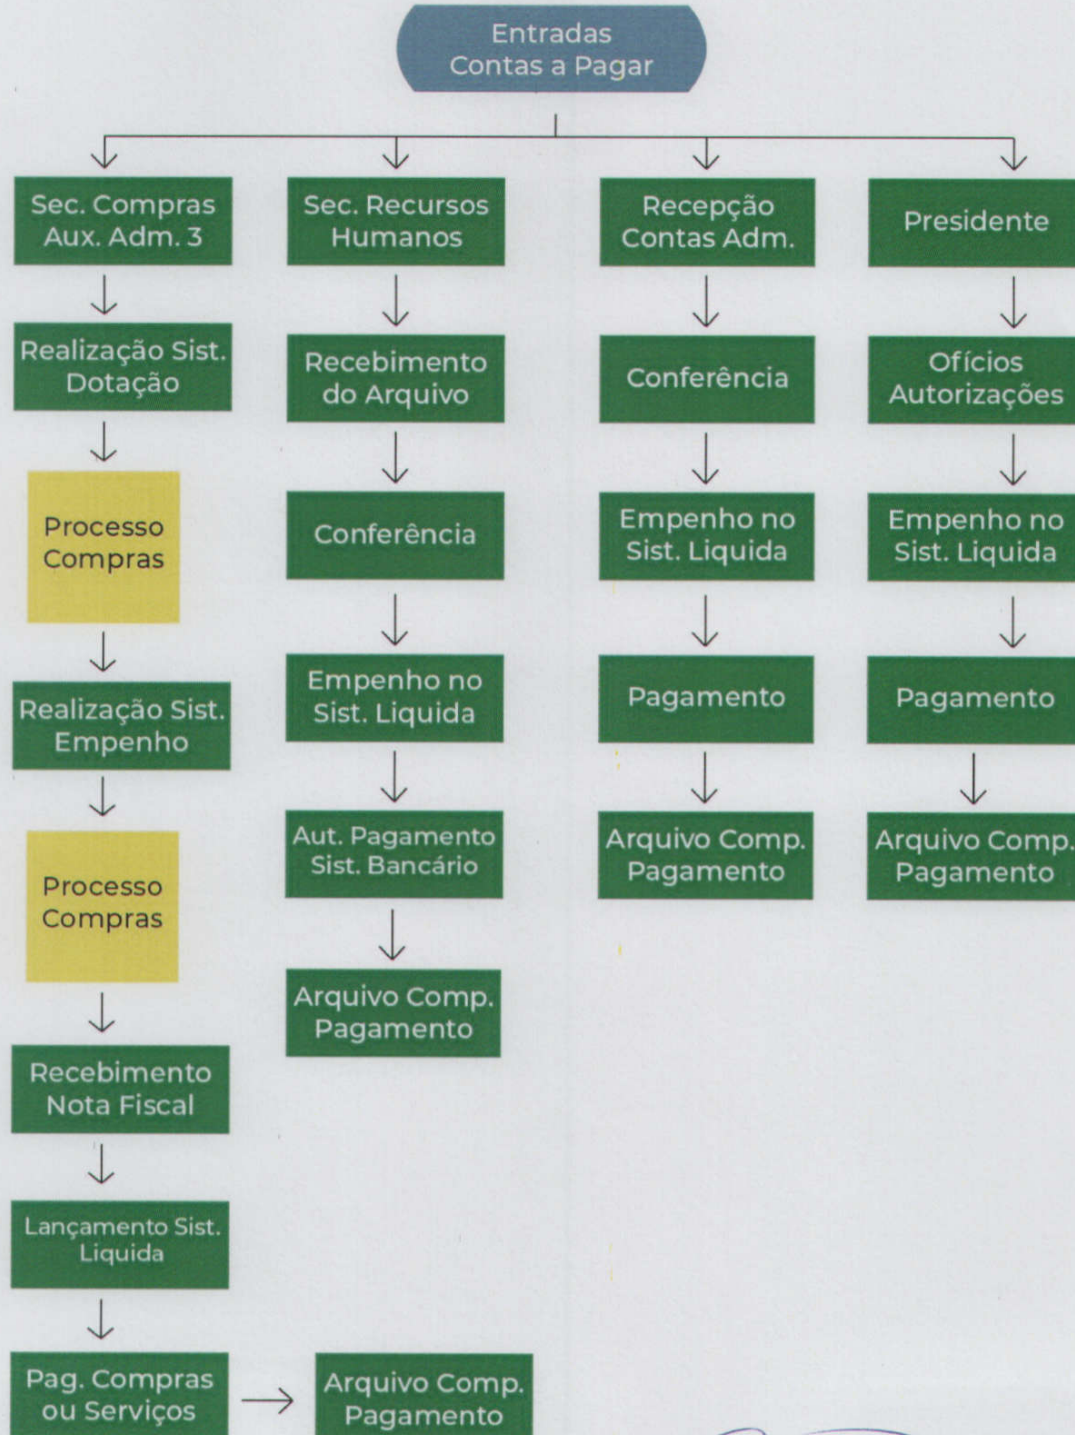 Entradas
Contas a Pagar
Sec. Compras
Aux. Adm. 3
Realização Sist.
Dotação
Processo
Compras
Realização Sist.
Empenho
Processo
Compras
Recebimento
Nota Fiscal
Lançamento Sist.
Liquida
Pag. Compras
ou Serviços
Arquivo Comp.
Pagamento
Sec. Recursos
Humanos
Recebimento
do Arquivo
Conferência
Empenho no
Sist. Liquida
Aut. Pagamento
Sist. Bancário
Arquivo Comp.
Pagamento
Recepção
Contas Adm.
Conferência
Empenho no
Sist. Liquida
Pagamento
Arquivo Comp.
Pagamento
Presidente
Ofícios
Autorizações
Empenho no
Sist. Liquida
Pagamento
Arquivo Comp.
Pagamento